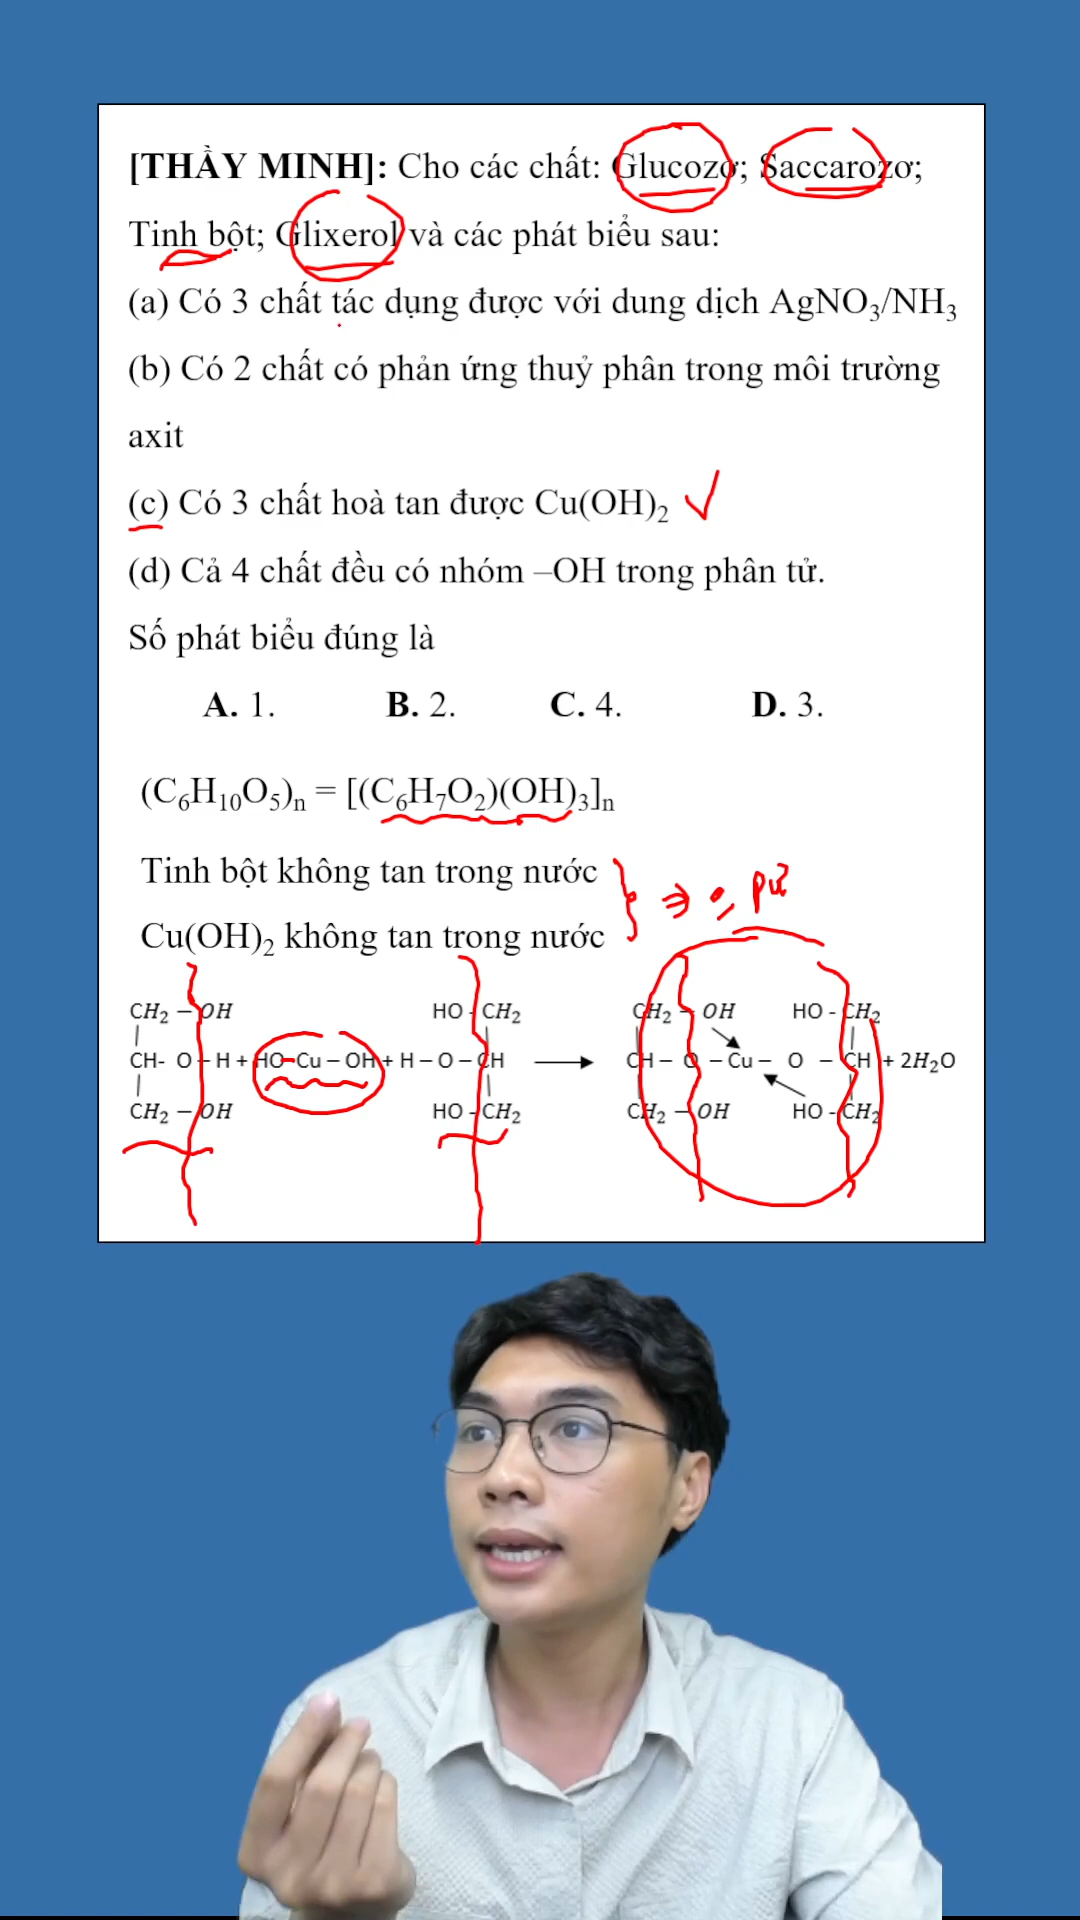 [THẦY MINH]: Cho các chất: Glucozơ; Saccarozơ;
Tinh bột; Glixerol và các phát biểu sau:
(a) Có 3 chất tác dụng được với dung dịch AgNO₃/NH₃
(b) Có 2 chất có phản ứng thuỷ phân trong môi trường
axit
(c) Có 3 chất hoà tan được Cu(OH)₂
(d) Cả 4 chất đều có nhóm –OH trong phân tử.
Số phát biểu đúng là
A. 1. B. 2. C. 4. D. 3.
(C₆H₁₀O₅)ₙ = [(C₆H₇O₂)(OH)₃]ₙ
Tinh bột không tan trong nước
Cu(OH)₂ không tan trong nước
CH₂ – OH HO - CH₂ CH₂ – OH HO - CH₂
CH- O – H + HO – Cu – OH + H – O – CH ⟶ CH – O – Cu – O – CH + 2H₂O
CH₂ – OH HO - CH₂ CH₂ – OH HO - CH₂